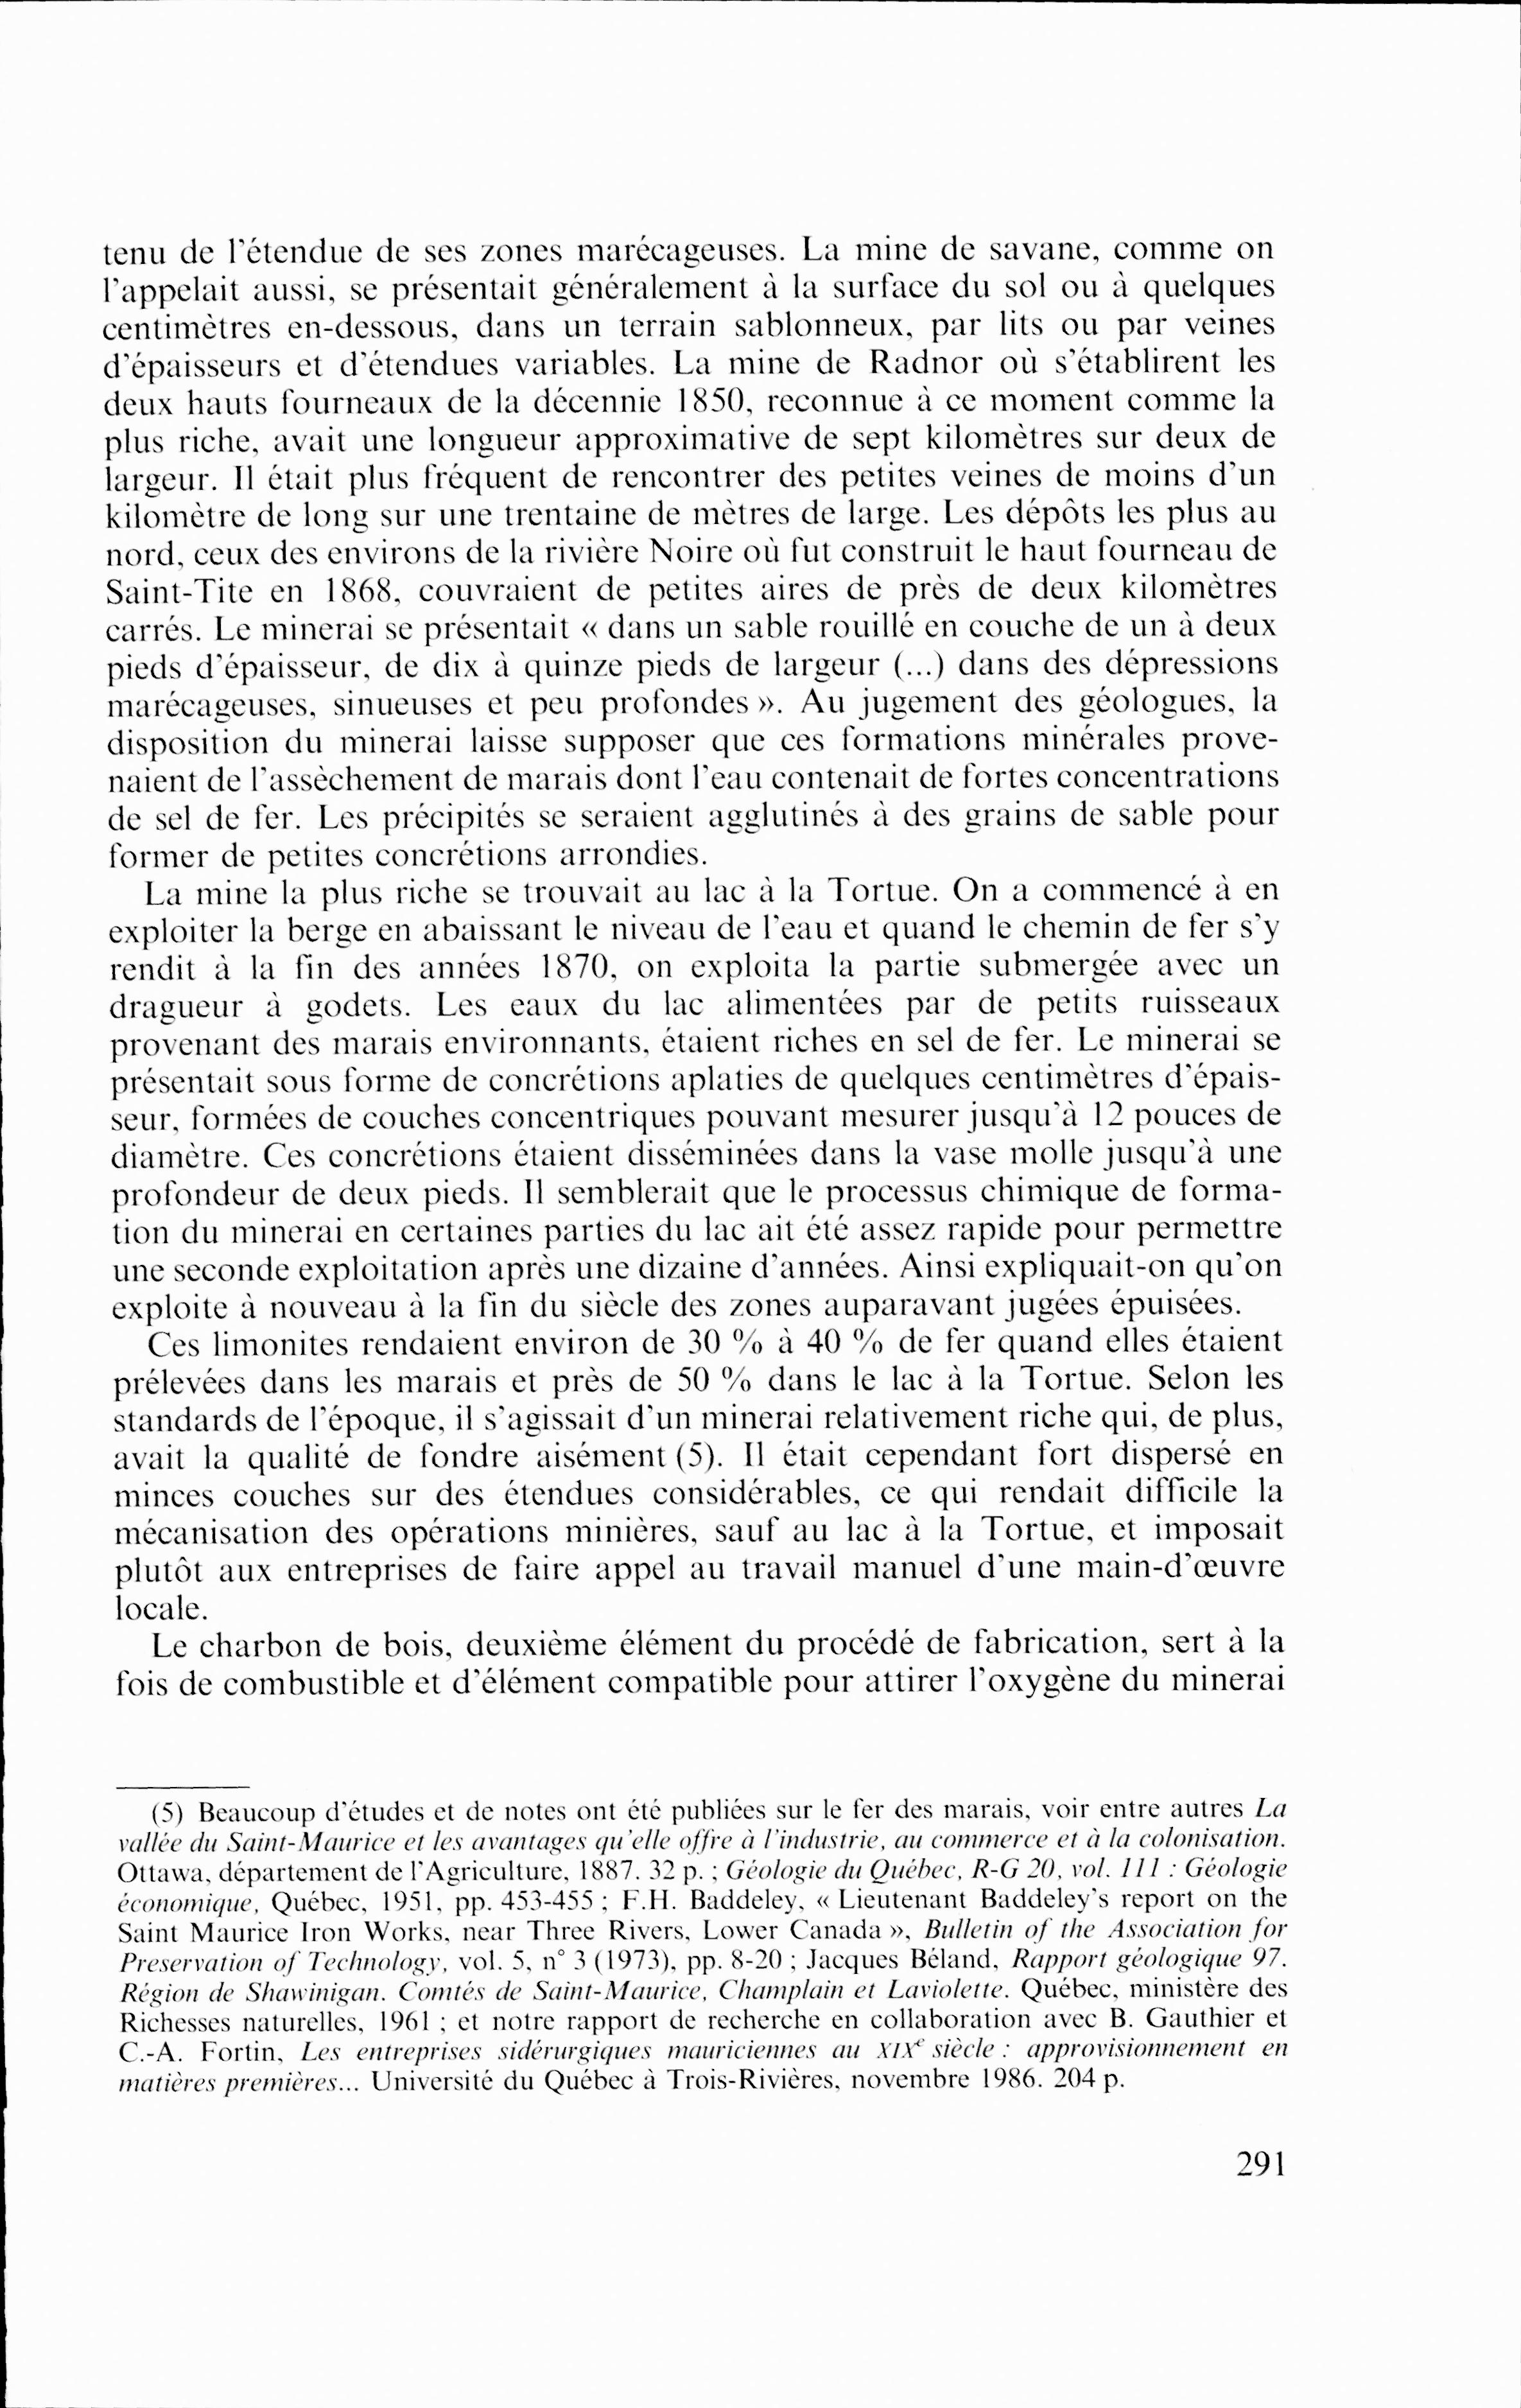 tenu de l'étendue de ses zones marécageuses. La mine de savane, comme on
l'appelait aussi, se présentait généralement à la surface du sol ou à quelques
centimètres en-dessous, dans un terrain sablonneux, par lits ou par veines
d'épaisseurs et d'étendues variables. La mine de Radnor où s'établirent les
deux hauts fourneaux de la décennie 1850, reconnue à ce moment comme la
plus riche, avait une longueur approximative de sept kilomètres sur deux de
largeur. Il était plus fréquent de rencontrer des petites veines de moins d'un
kilomètre de long sur une trentaine de mètres de large. Les dépôts les plus au
nord, ceux des environs de la rivière Noire où fut construit le haut fourneau de
Saint-Tite en 1868, couvraient de petites aires de près de deux kilomètres
carrés. Le minerai se présentait « dans un sable rouillé en couche de un à deux
pieds d'épaisseur, de dix à quinze pieds de largeur (...) dans des dépressions
marécageuses, sinueuses et peu profondes ». Au jugement des géologues, la
disposition du minerai laisse supposer que ces formations minérales prove-
naient de l'assèchement de marais dont l'eau contenait de fortes concentrations
de sel de fer. Les précipités se seraient agglutinés à des grains de sable pour
former de petites concrétions arrondies.
La mine la plus riche se trouvait au lac à la Tortue. On a commencé à en
exploiter la berge en abaissant le niveau de l'eau et quand le chemin de fer s'y
rendit à la fin des années 1870, on exploita la partie submergée avec un
dragueur à godets. Les eaux du lac alimentées par de petits ruisseaux
provenant des marais environnants, étaient riches en sel de fer. Le minerai se
présentait sous forme de concrétions aplaties de quelques centimètres d'épais-
seur, formées de couches concentriques pouvant mesurer jusqu'à 12 pouces de
diamètre. Ces concrétions étaient disséminées dans la vase molle jusqu'à une
profondeur de deux pieds. Il semblerait que le processus chimique de forma-
tion du minerai en certaines parties du lac ait été assez rapide pour permettre
une seconde exploitation après une dizaine d'années. Ainsi expliquait-on qu'on
exploite à nouveau à la fin du siècle des zones auparavant jugées épuisées.
Ces limonites rendaient environ de 30 % à 40 % de fer quand elles étaient
prélevées dans les marais et près de 50 % dans le lac à la Tortue. Selon les
standards de l'époque, il s'agissait d'un minerai relativement riche qui, de plus,
avait la qualité de fondre aisément (5). Il était cependant fort dispersé en
minces couches sur des étendues considérables, ce qui rendait difficile la
mécanisation des opérations minières, sauf au lac à la Tortue, et imposait
plutôt aux entreprises de faire appel au travail manuel d'une main-d'œuvre
locale.
Le charbon de bois, deuxième élément du procédé de fabrication, sert à la
fois de combustible et d'élément compatible pour attirer l'oxygène du minerai
(5) Beaucoup d'études et de notes ont été publiées sur le fer des marais, voir entre autres La
vallée du Saint-Maurice et les avantages qu'elle offre à l'industrie, au commerce et à la colonisation.
Ottawa, département de l'Agriculture, 1887. 32 p. ; Géologie du Québec, R-G 20, vol. 111 : Géologie
économique, Québec, 1951, pp. 453-455 ; F.H. Baddeley, « Lieutenant Baddeley's report on the
Saint Maurice Iron Works, near Three Rivers, Lower Canada », Bulletin of the Association for
Preservation of Technology, vol. 5, n° 3 (1973), pp. 8-20 ; Jacques Béland, Rapport géologique 97.
Région de Shawinigan. Comtés de Saint-Maurice, Champlain et Laviolette. Québec, ministère des
Richesses naturelles, 1961 ; et notre rapport de recherche en collaboration avec B. Gauthier et
C.-A. Fortin, Les entreprises sidérurgiques mauriciennes au XIXe siècle : approvisionnement en
matières premières... Université du Québec à Trois-Rivières, novembre 1986. 204 p.
291